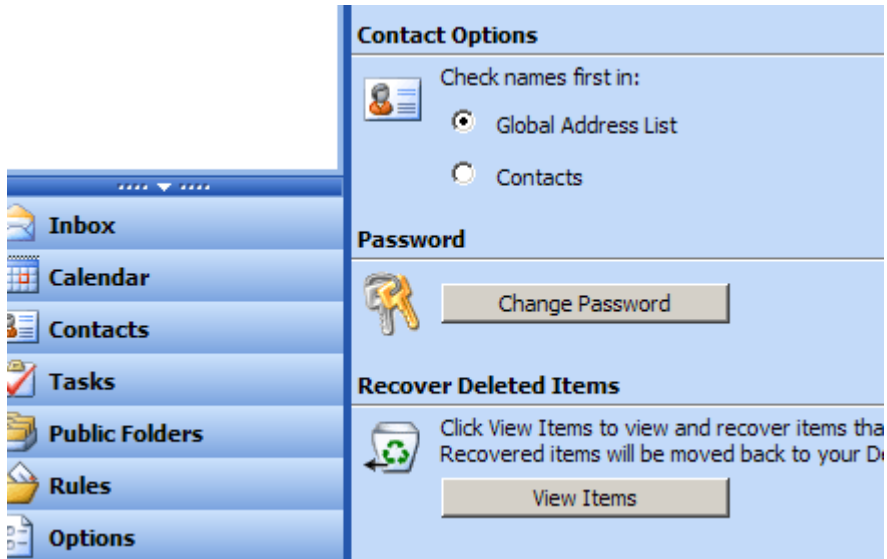 Contact Options
Check names first in:
Global Address List
Contacts
Inbox
Calendar
Contacts
Tasks
Public Folders
Rules
Options
Password
Change Password
Recover Deleted Items
Click View Items to view and recover items tha
Recovered items will be moved back to your De
View Items